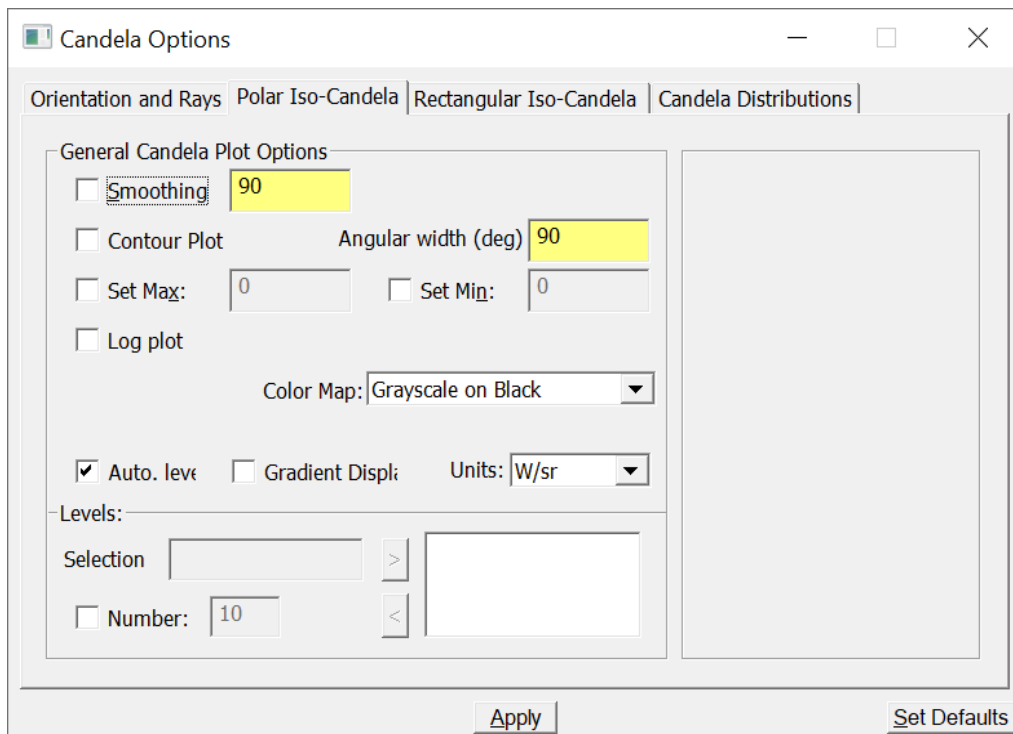 Candela Options
Orientation and Rays Polar Iso-Candela Rectangular Iso-Candela Candela Distributions
General Candela Plot Options
Smoothing 90
Contour Plot Angular width (deg) 90
Set Max: 0 Set Min: 0
Log plot
Color Map: Grayscale on Black
Auto. leve Gradient Displa Units: W/sr
Levels:
Selection >
Number: 10 <
Apply Set Defaults